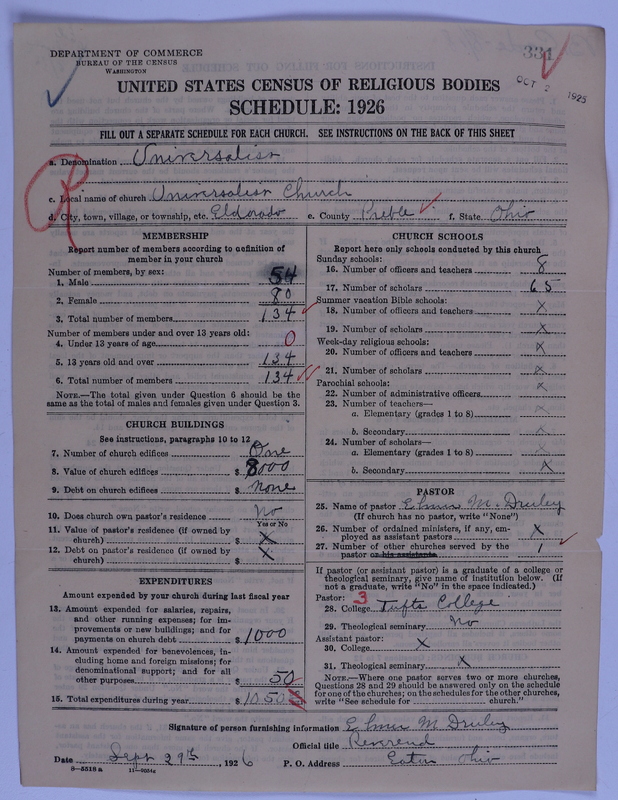 DEPARTMENT OF COMMERCE
BUREAU OF THE CENSUS
WASHINGTON
331
OCT 2 1925
UNITED STATES CENSUS OF RELIGIOUS BODIES
SCHEDULE: 1926
FILL OUT A SEPARATE SCHEDULE FOR EACH CHURCH. SEE INSTRUCTIONS ON THE BACK OF THIS SHEET
a. Denomination Universalist
c. Local name of church Universalist Church
d. City, town, village, or township, etc. Eldorado e. County Preble f. State Ohio
R
MEMBERSHIP
Report number of members according to definition of member in your church
Number of members, by sex:
1. Male 54
2. Female 80
3. Total number of members 134
Number of members under and over 13 years old:
4. Under 13 years of age 0
5. 13 years old and over 134
6. Total number of members 134
NOTE.—The total given under Question 6 should be the
same as the total of males and females given under Question 3.
CHURCH BUILDINGS
See instructions, paragraphs 10 to 12
7. Number of church edifices One
8. Value of church edifices $ 8000
9. Debt on church edifices $ None
10. Does church own pastor's residence No
Yes or No
11. Value of pastor's residence (if owned by
church) $ X
12. Debt on pastor's residence (if owned by
church) $ X
EXPENDITURES
Amount expended by your church during last fiscal year
13. Amount expended for salaries, repairs,
and other running expenses; for im-
provements or new buildings; and for
payments on church debt $ 1000
14. Amount expended for benevolences, in-
cluding home and foreign missions; for
denominational support; and for all
other purposes $ 50
15. Total expenditures during year $ 1050
CHURCH SCHOOLS
Report here only schools conducted by this church
Sunday schools:
16. Number of officers and teachers 8
17. Number of scholars 65
Summer vacation Bible schools:
18. Number of officers and teachers X
19. Number of scholars X
Week-day religious schools:
20. Number of officers and teachers X
21. Number of scholars X
Parochial schools:
22. Number of administrative officers X
23. Number of teachers—
a. Elementary (grades 1 to 8) X
b. Secondary X
24. Number of scholars—
a. Elementary (grades 1 to 8) X
b. Secondary X
PASTOR
25. Name of pastor Elmer M. Druley
(If church has no pastor, write "None")
26. Number of ordained ministers, if any, em-
ployed as assistant pastors X
27. Number of other churches served by the
pastor or his assistants 1
If pastor (or assistant pastor) is a graduate of a college or
theological seminary, give name of institution below. (If
not a graduate, write "No" in the space indicated.)
Pastor: 3
28. College Tufts College
29. Theological seminary No
Assistant pastor:
30. College X
31. Theological seminary X
NOTE.—Where one pastor serves two or more churches,
Questions 28 and 29 should be answered only on the schedule
for one of the churches; on the schedules for the other churches,
write "See schedule for church."
Signature of person furnishing information Elmer M. Druley
Official title Reverend
Date Sept 29th, 1926 P. O. Address Eaton Ohio
8—5518a 11—9034c